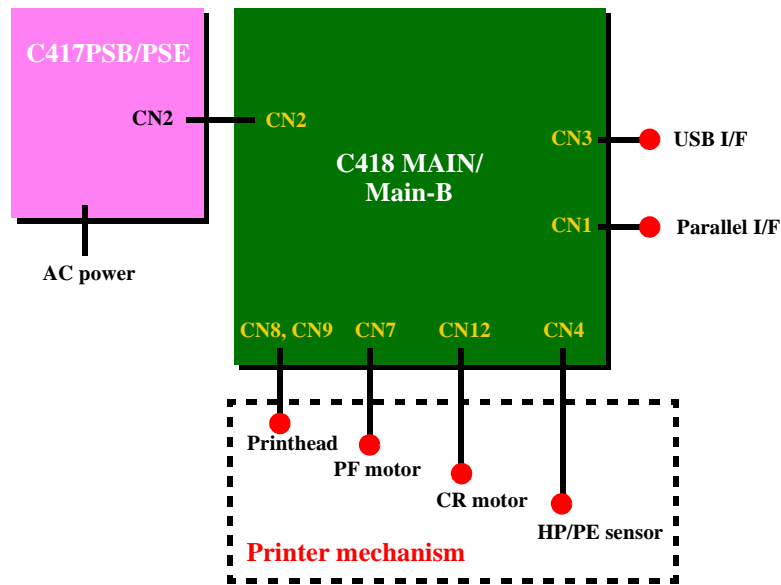 C417PSB/PSE
CN2
CN2
C418 MAIN/
Main-B
CN3
USB I/F
CN1
Parallel I/F
AC power
CN8, CN9
CN7
CN12
CN4
Printhead
PF motor
CR motor
HP/PE sensor
Printer mechanism